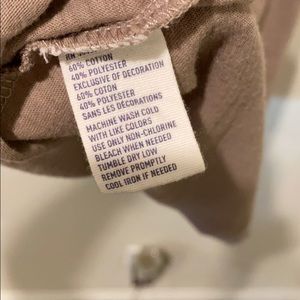 60% COTTON
40% POLYESTER
EXCLUSIVE OF DECORATION
60% COTON
40% POLYESTER
SANS LES DÉCORATIONS
MACHINE WASH COLD
WITH LIKE COLORS
USE ONLY NON-CHLORINE
BLEACH WHEN NEEDED
TUMBLE DRY LOW
REMOVE PROMPTLY
COOL IRON IF NEEDED